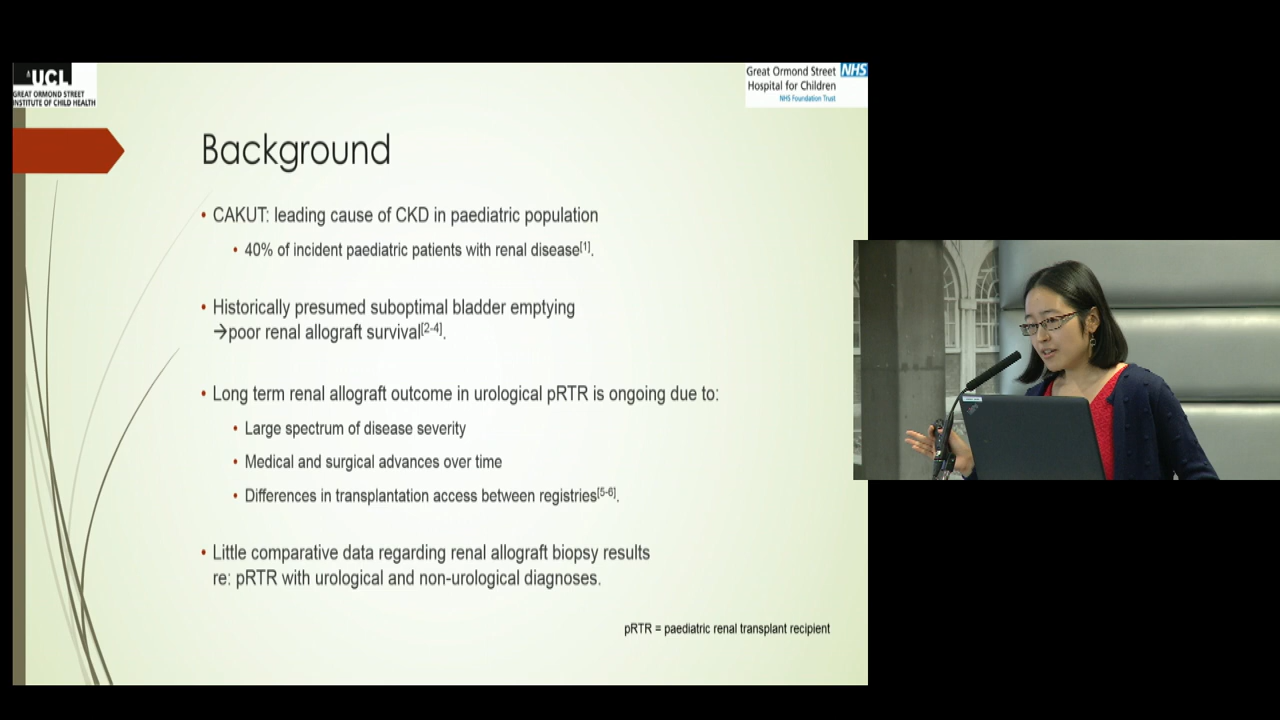 UCL
GREAT ORMOND STREET
INSTITUTE OF CHILD HEALTH
Great Ormond Street NHS
Hospital for Children
NHS Foundation Trust
Background
• CAKUT: leading cause of CKD in paediatric population
• 40% of incident paediatric patients with renal disease[1].
• Historically presumed suboptimal bladder emptying
→poor renal allograft survival[2-4].
• Long term renal allograft outcome in urological pRTR is ongoing due to:
• Large spectrum of disease severity
• Medical and surgical advances over time
• Differences in transplantation access between registries[5-6].
• Little comparative data regarding renal allograft biopsy results
re: pRTR with urological and non-urological diagnoses.
pRTR = paediatric renal transplant recipient